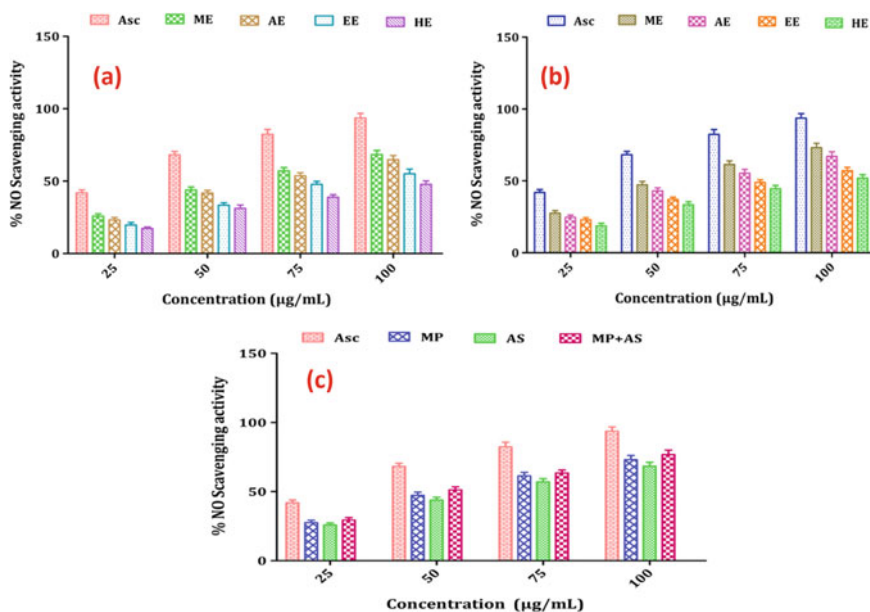 Asc ME AE EE HE
% NO Scavenging activity
150
100
50
0
(a)
25 50 75 100
Concentration (µg/mL)
Asc ME AE EE HE
% NO Scavenging activity
150
100
50
0
(b)
25 50 75 100
Concentration (µg/mL)
Asc MP AS MP+AS
% NO Scavenging activity
150
100
50
0
(c)
25 50 75 100
Concentration (µg/mL)